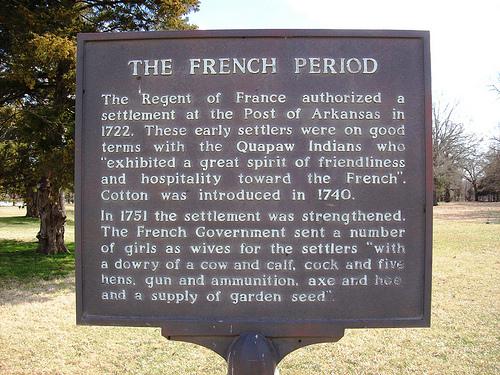 THE FRENCH PERIOD
The Regent of France authorized a
settlement at the Post of Arkansas in
1722. These early settlers were on good
terms with the Quapaw Indians who
"exhibited a great spirit of friendliness
and hospitality toward the French".
Cotton was introduced in 1740.
In 1751 the settlement was strengthened.
The French Government sent a number
of girls as wives for the settlers "with
a dowry of a cow and calf, cock and five
hens, gun and ammunition, axe and hoe
and a supply of garden seed".